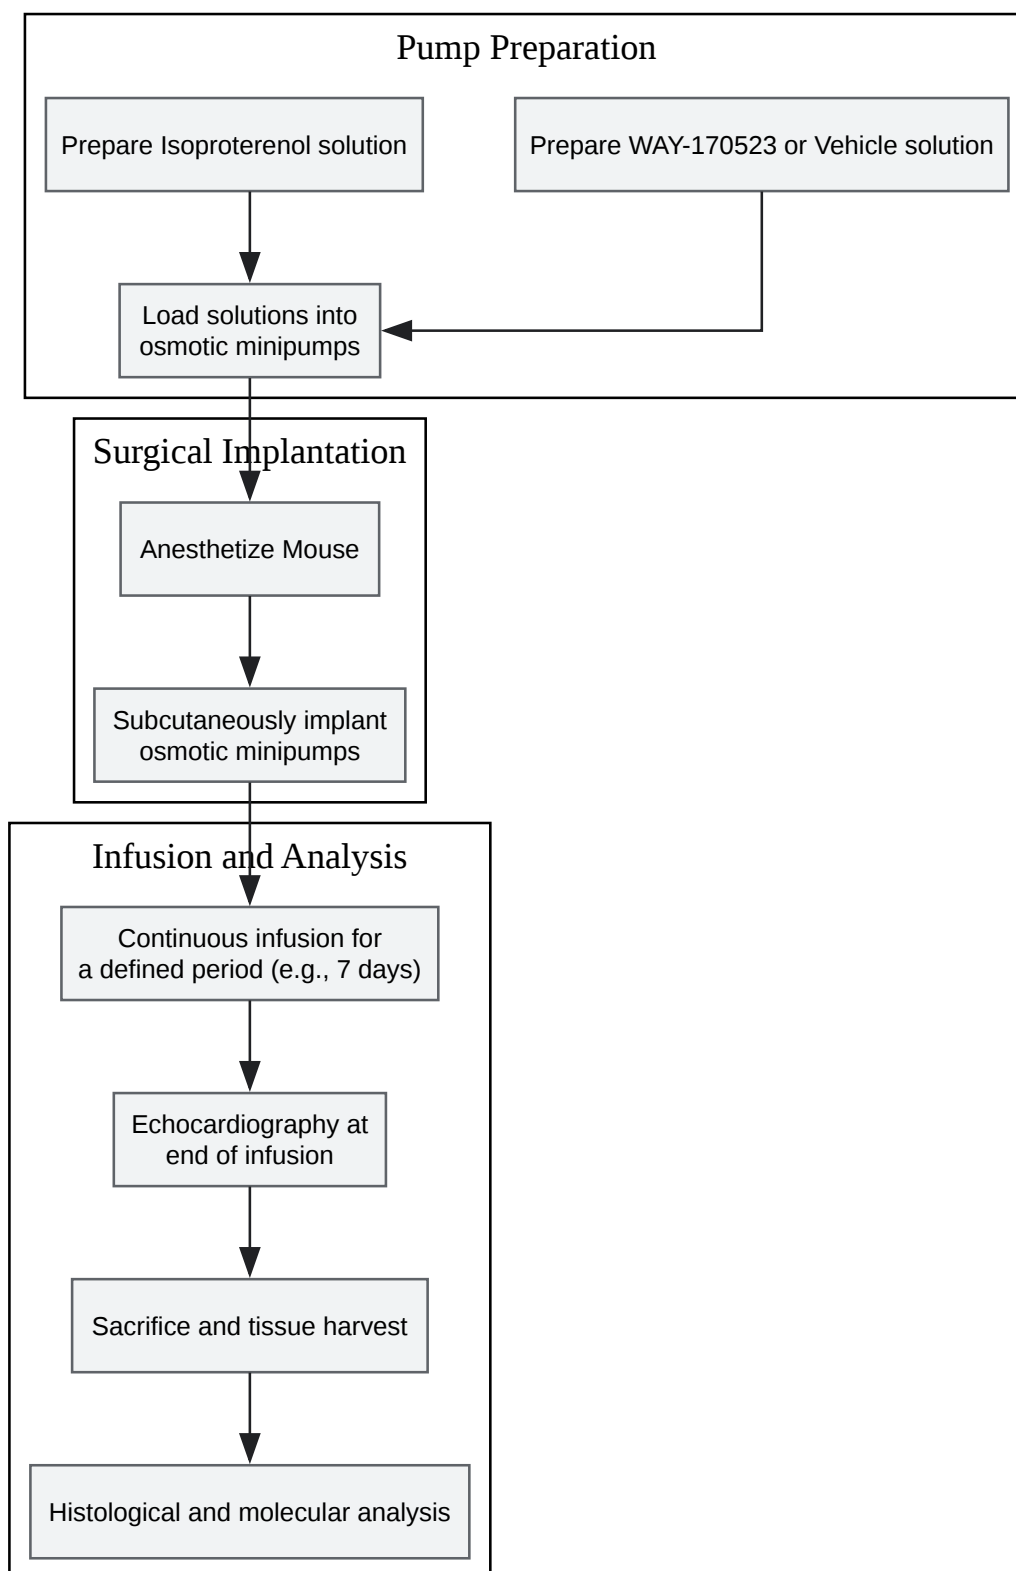 Pump Preparation
Prepare Isoproterenol solution
Prepare WAY-170523 or Vehicle solution
Load solutions into
osmotic minipumps
Surgical Implantation
Anesthetize Mouse
Subcutaneously implant
osmotic minipumps
Infusion and Analysis
Continuous infusion for
a defined period (e.g., 7 days)
Echocardiography at
end of infusion
Sacrifice and tissue harvest
Histological and molecular analysis